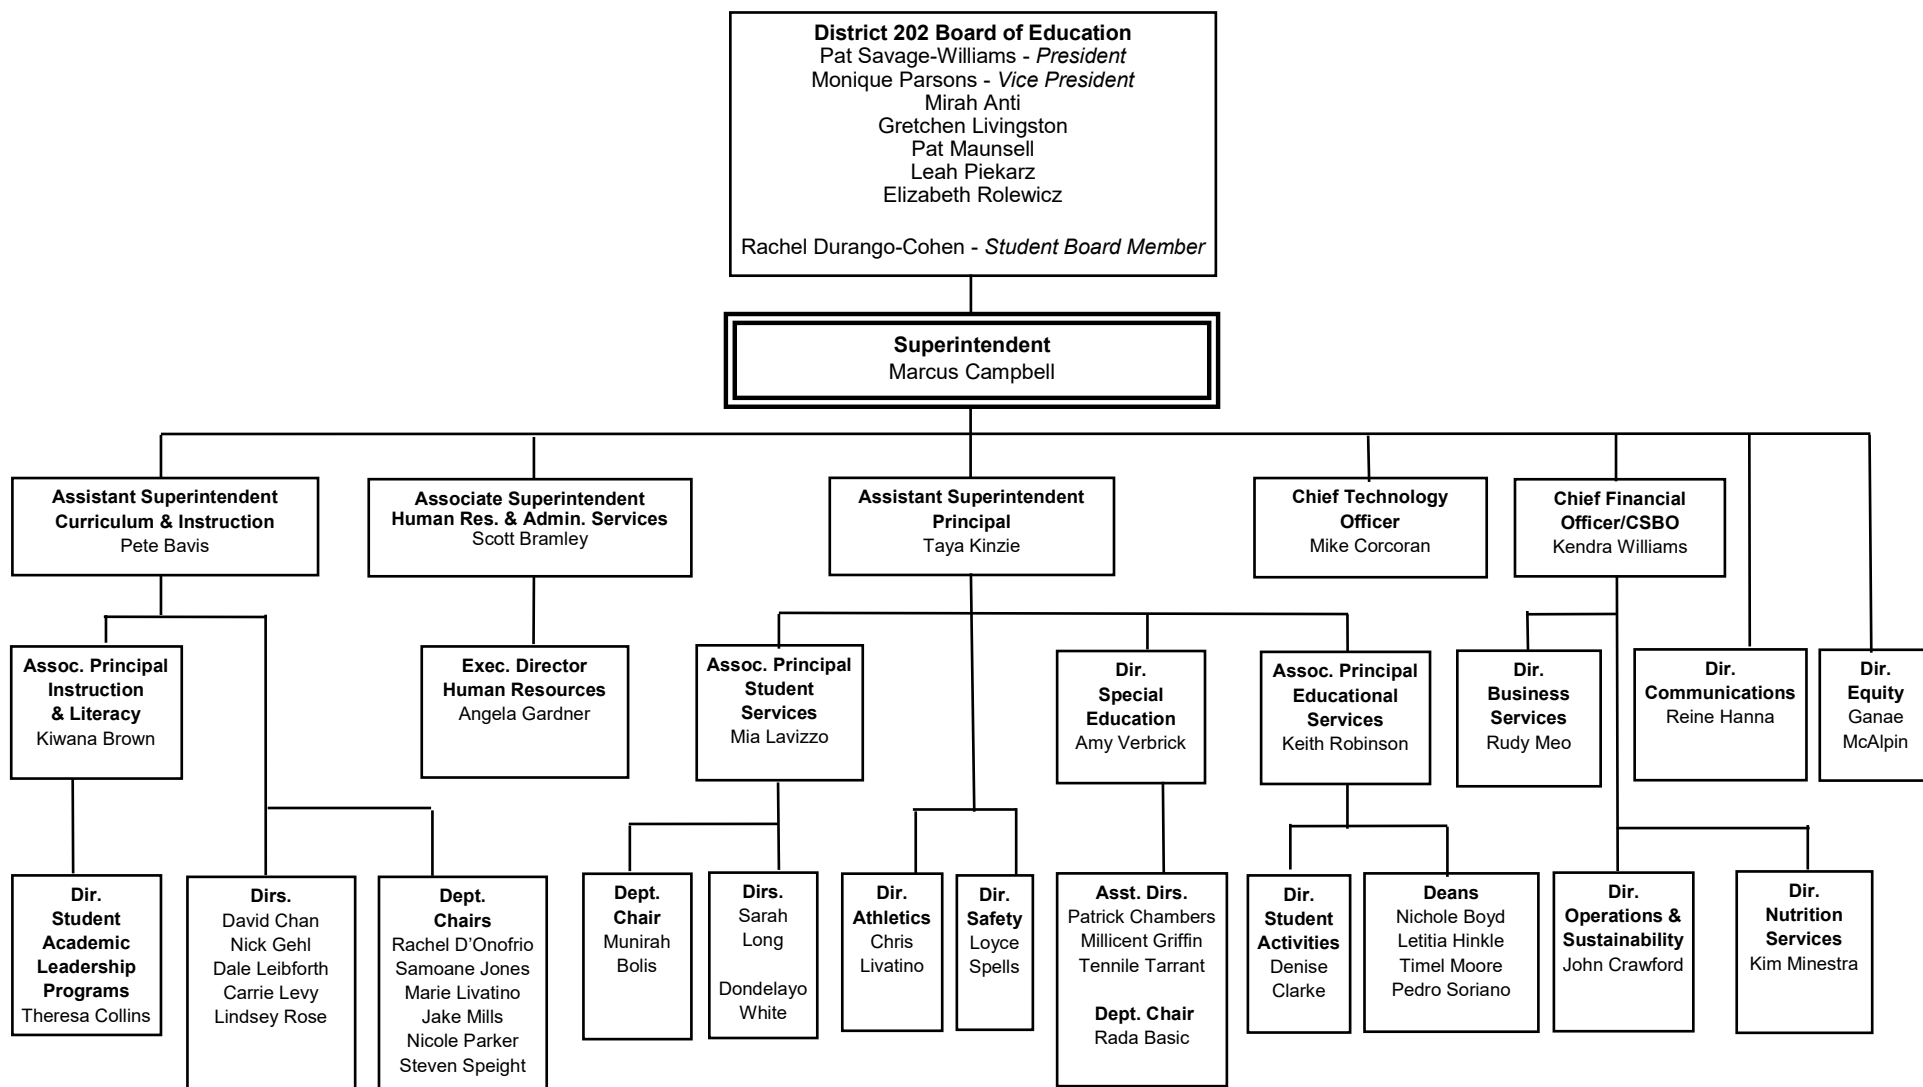 District 202 Board of Education
Pat Savage-Williams - President
Monique Parsons - Vice President
Mirah Anti
Gretchen Livingston
Pat Maunsell
Leah Piekarz
Elizabeth Rolewicz
Rachel Durango-Cohen - Student Board Member
Superintendent
Marcus Campbell
Assistant Superintendent
Curriculum & Instruction
Pete Bavis
Associate Superintendent
Human Res. & Admin. Services
Scott Bramley
Assistant Superintendent
Principal
Taya Kinzie
Chief Technology
Officer
Mike Corcoran
Chief Financial
Officer/CSBO
Kendra Williams
Assoc. Principal
Instruction
& Literacy
Kiwana Brown
Exec. Director
Human Resources
Angela Gardner
Assoc. Principal
Student
Services
Mia Lavizzo
Dir.
Special
Education
Amy Verbrick
Assoc. Principal
Educational
Services
Keith Robinson
Dir.
Business
Services
Rudy Meo
Dir.
Communications
Reine Hanna
Dir.
Equity
Ganae
McAlpin
Dir.
Student
Academic
Leadership
Programs
Theresa Collins
Dirs.
David Chan
Nick Gehl
Dale Leibforth
Carrie Levy
Lindsey Rose
Dept.
Chairs
Rachel D’Onofrio
Samoane Jones
Marie Livatino
Jake Mills
Nicole Parker
Steven Speight
Dept.
Chair
Munirah
Bolis
Dirs.
Sarah
Long
Dondelayo
White
Dir.
Athletics
Chris
Livatino
Dir.
Safety
Loyce
Spells
Asst. Dirs.
Patrick Chambers
Millicent Griffin
Tennile Tarrant
Dept. Chair
Rada Basic
Dir.
Student
Activities
Denise
Clarke
Deans
Nichole Boyd
Letitia Hinkle
Timel Moore
Pedro Soriano
Dir.
Operations &
Sustainability
John Crawford
Dir.
Nutrition
Services
Kim Minestra